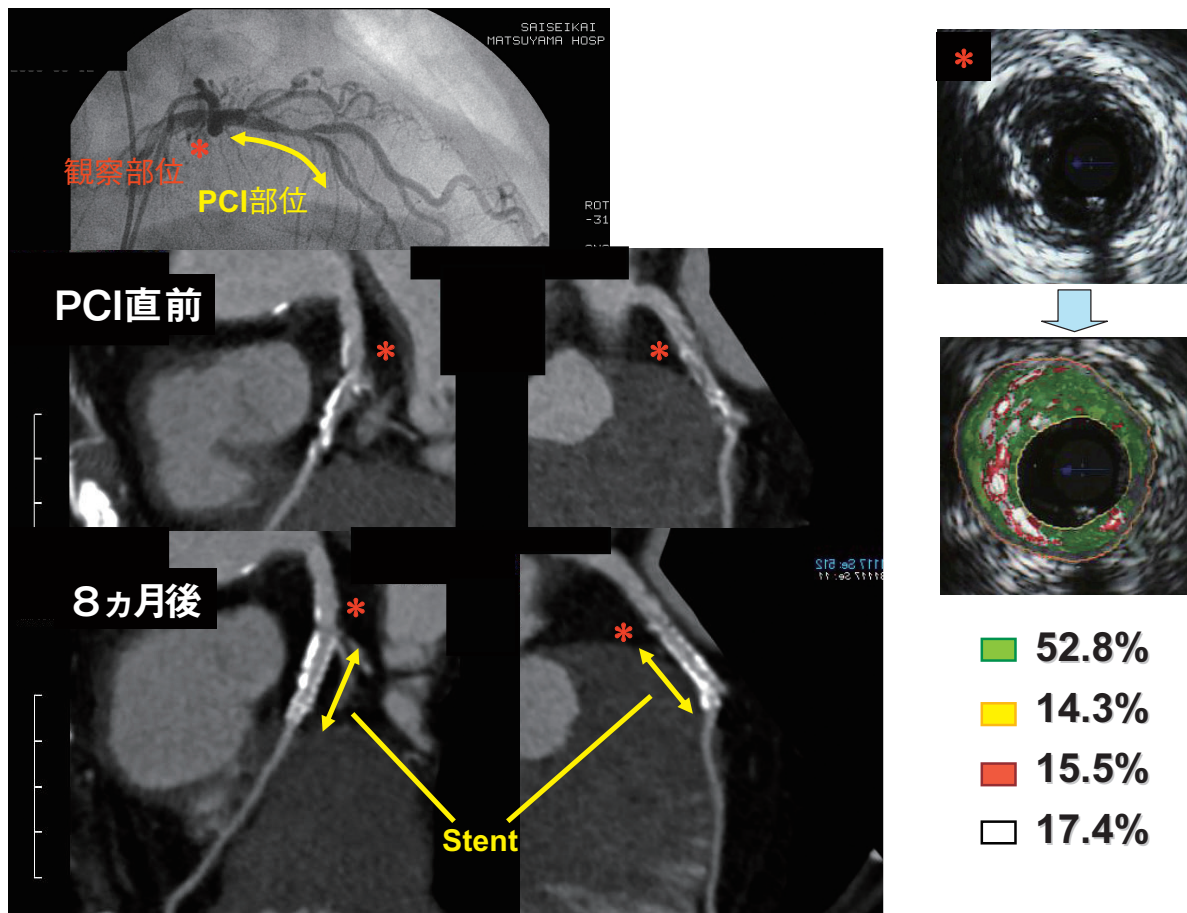 SAISEIKAI
MATSUYAMA HOSP
*
観察部位
PCI部位
ROT
-31
PCI直前
*
*
8ヵ月後
*
*
Stent
*
52.8%
14.3%
15.5%
17.4%